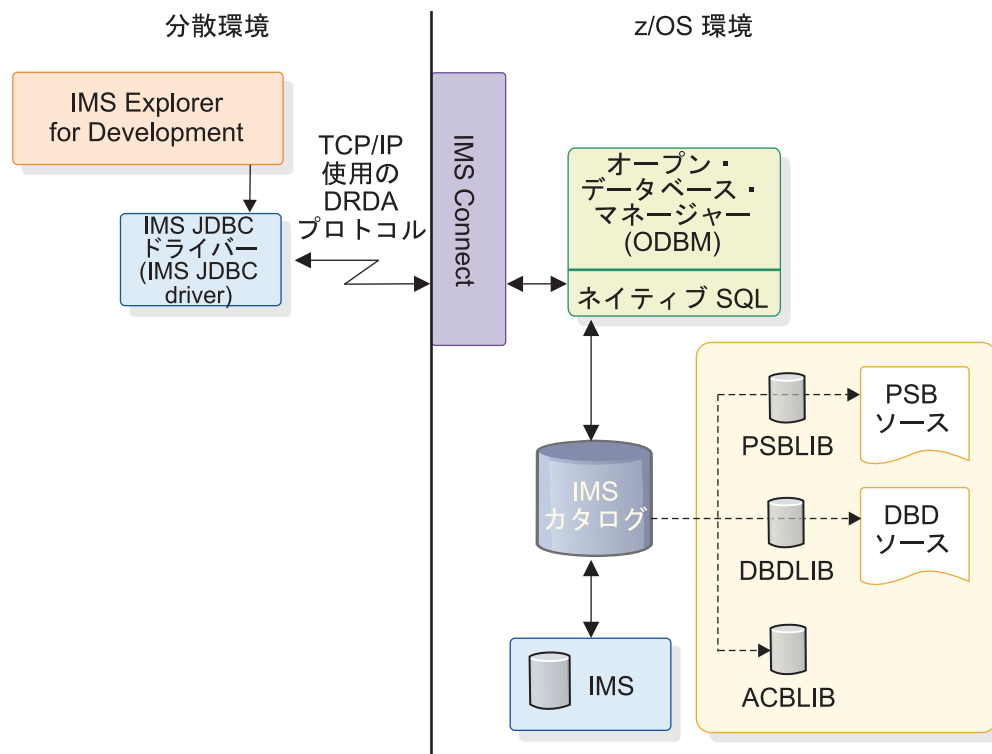 分散環境
z/OS 環境
IMS Explorer
for Development
TCP/IP
使用の
DRDA
プロトコル
IMS JDBC
ドライバー
(IMS JDBC
driver)
IMS Connect
オープン・
データベース・
マネージャー
(ODBM)
ネイティブ SQL
IMS
カタログ
PSBLIB
PSB
ソース
DBDLIB
DBD
ソース
ACBLIB
IMS